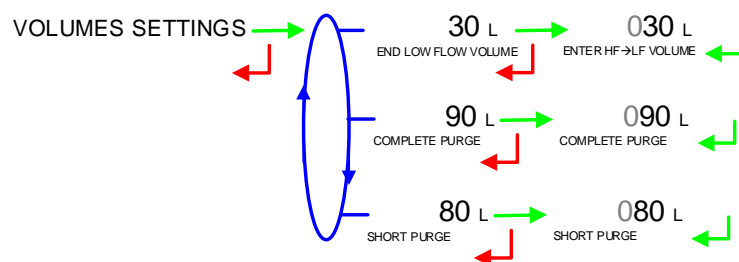 VOLUMES SETTINGS
30 L
END LOW FLOW VOLUME
030 L
ENTER HF→LF VOLUME
90 L
COMPLETE PURGE
090 L
COMPLETE PURGE
80 L
SHORT PURGE
080 L
SHORT PURGE